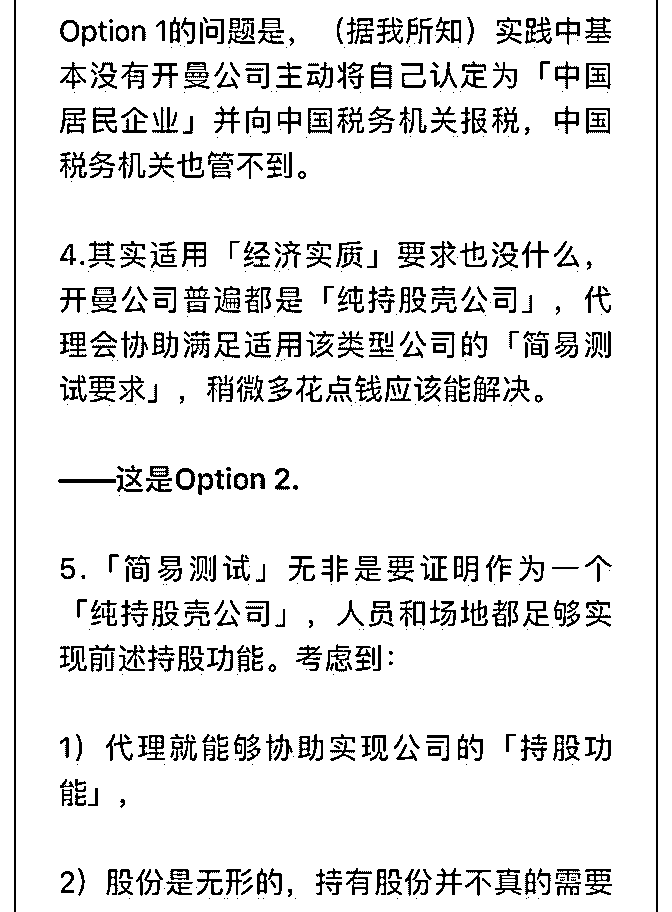 Option 1的问题是，（据我所知）实践中基
本没有开曼公司主动将自己认定为「中国
居民企业」并向中国税务机关报税，中国
税务机关也管不到。
4.其实适用「经济实质」要求也没什么，
开曼公司普遍都是「纯持股壳公司」，代
理会协助满足适用该类型公司的「简易测
试要求」，稍微多花点钱应该能解决。
——这是Option 2.
5.「简易测试」无非是要证明作为一个
「纯持股壳公司」，人员和场地都足够实
现前述持股功能。考虑到：
1）代理就能够协助实现公司的「持股功
能」，
2）股份是无形的，持有股份并不真的需要